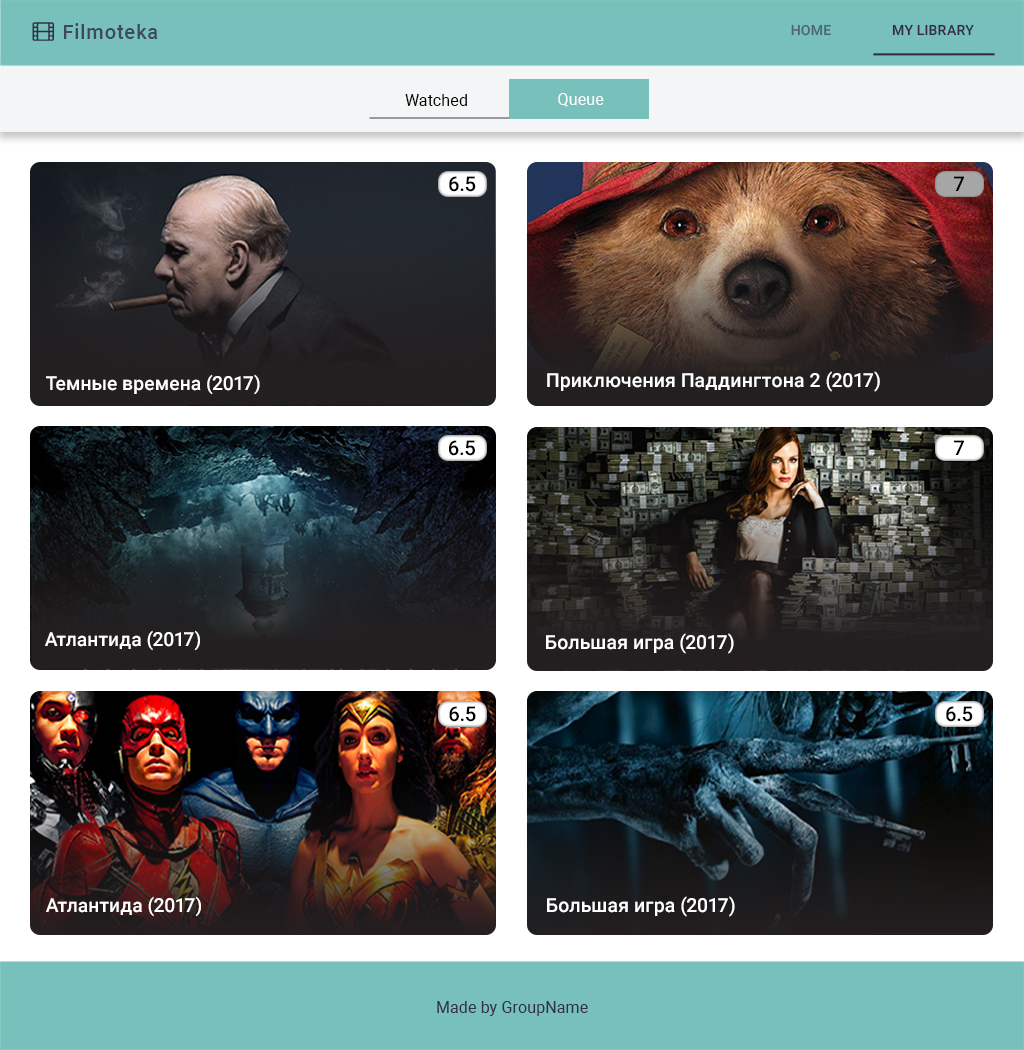 Filmoteka
HOME
MY LIBRARY
Watched
Queue
6.5
Темные времена (2017)
7
Приключения Паддингтона 2 (2017)
6.5
Атлантида (2017)
7
Большая игра (2017)
6.5
Атлантида (2017)
6.5
Большая игра (2017)
Made by GroupName